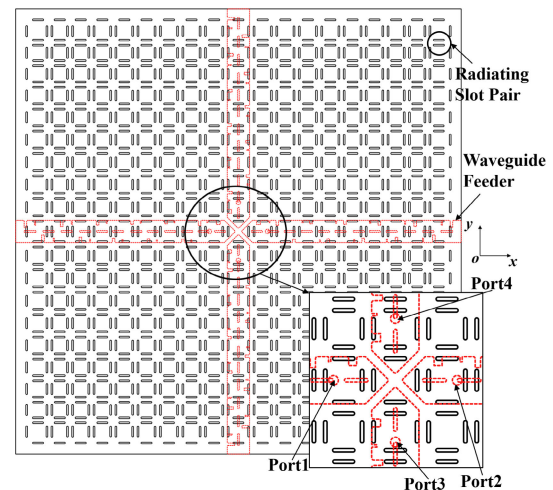 Radiating
Slot Pair
Waveguide
Feeder
y
o
x
Port4
Port1
Port3
Port2